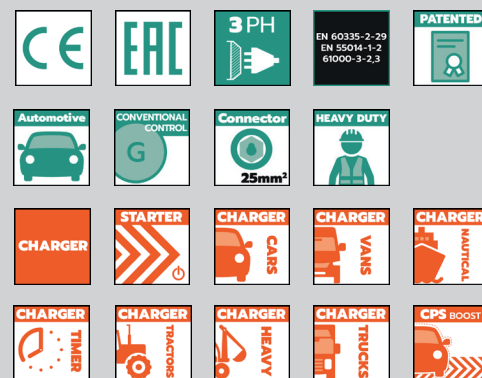 CE
EAC
3 PH
EN 60335-2-29
EN 55014-1-2
61000-3-2,3
PATENTED
Automotive
CONVENTIONAL
CONTROL
G
Connector
25mm²
HEAVY DUTY
CHARGER
STARTER
CHARGER
CARS
CHARGER
VANS
CHARGER
NAUTICAL
CHARGER
TIMER
CHARGER
TRACTORS
CHARGER
HEAVY
CHARGER
TRUCKS
CPS BOOST